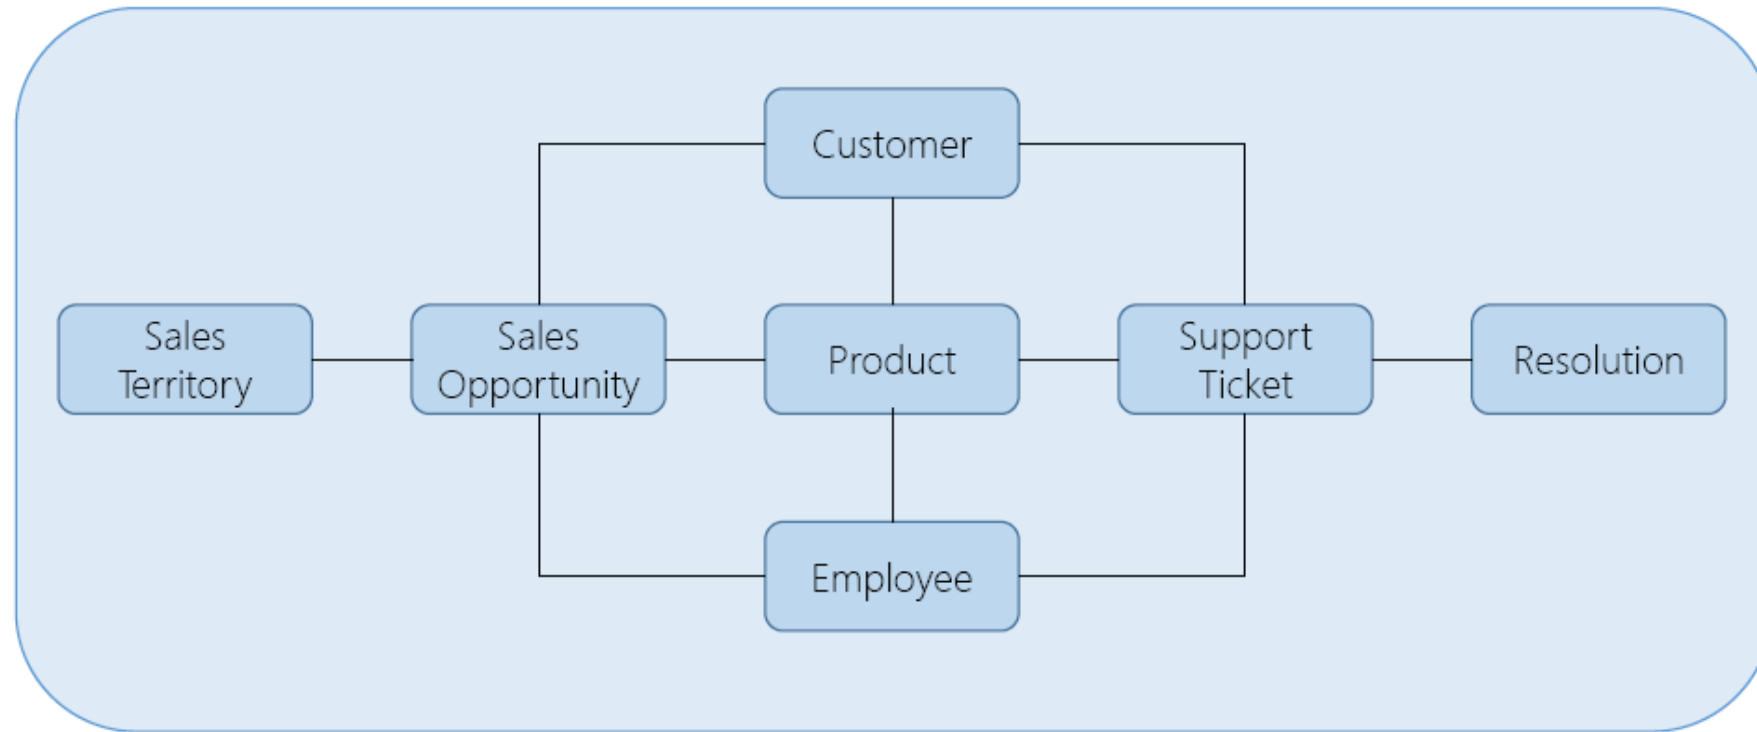 Customer
Sales
Territory
Sales
Opportunity
Product
Support
Ticket
Resolution
Employee